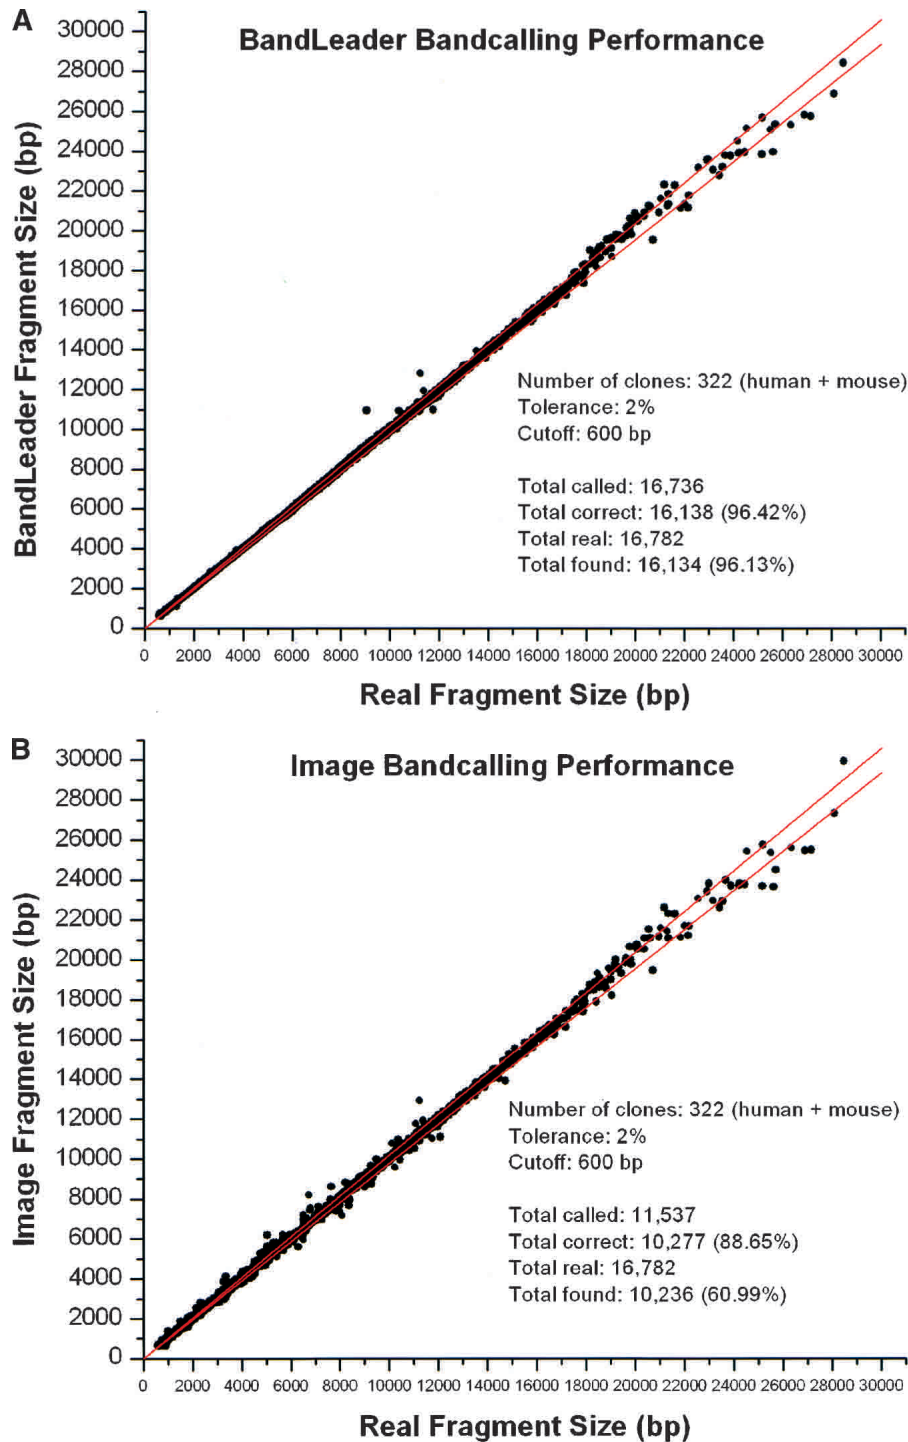 A
BandLeader Bandcalling Performance
BandLeader Fragment Size (bp)
30000
28000
26000
24000
22000
20000
18000
16000
14000
12000
10000
8000
6000
4000
2000
0
Number of clones: 322 (human + mouse)
Tolerance: 2%
Cutoff: 600 bp
Total called: 16,736
Total correct: 16,138 (96.42%)
Total real: 16,782
Total found: 16,134 (96.13%)
0 2000 4000 6000 8000 10000 12000 14000 16000 18000 20000 22000 24000 26000 28000 30000
Real Fragment Size (bp)
B
Image Bandcalling Performance
Image Fragment Size (bp)
30000
28000
26000
24000
22000
20000
18000
16000
14000
12000
10000
8000
6000
4000
2000
0
Number of clones: 322 (human + mouse)
Tolerance: 2%
Cutoff: 600 bp
Total called: 11,537
Total correct: 10,277 (88.65%)
Total real: 16,782
Total found: 10,236 (60.99%)
0 2000 4000 6000 8000 10000 12000 14000 16000 18000 20000 22000 24000 26000 28000 30000
Real Fragment Size (bp)